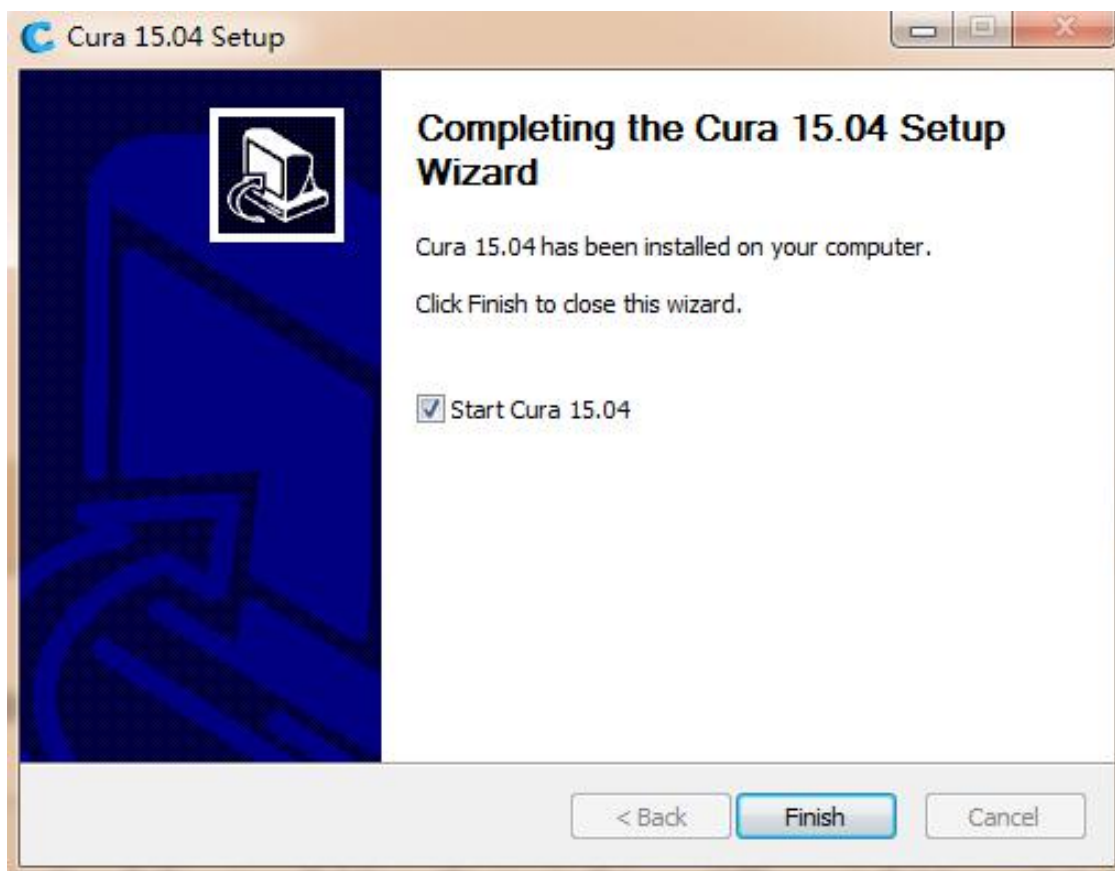 Cura 15.04 Setup
Completing the Cura 15.04 Setup
Wizard
Cura 15.04 has been installed on your computer.
Click Finish to close this wizard.
Start Cura 15.04
< Back
Finish
Cancel